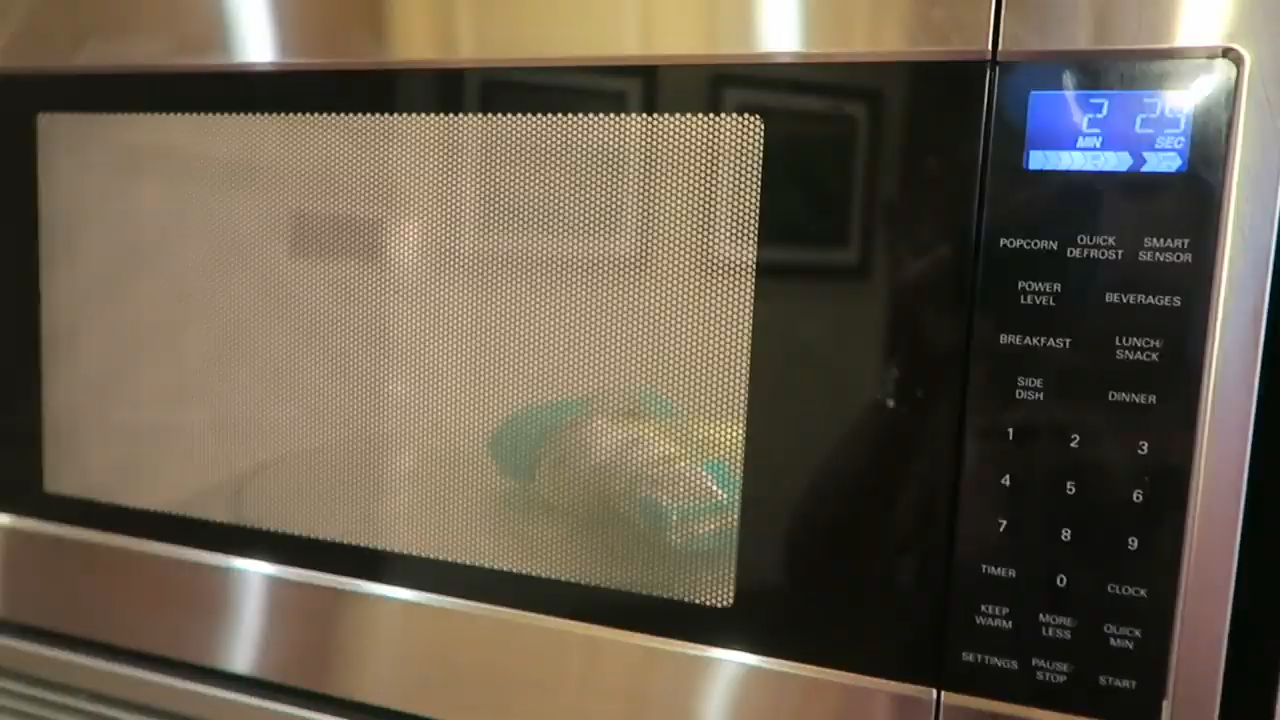 2 29
MIN SEC
POPCORN QUICK DEFROST SMART SENSOR
POWER LEVEL BEVERAGES
BREAKFAST LUNCH/ SNACK
SIDE DISH DINNER
1 2 3
4 5 6
7 8 9
TIMER 0 CLOCK
KEEP WARM MORE/ LESS QUICK MIN
SETTINGS PAUSE/ STOP START